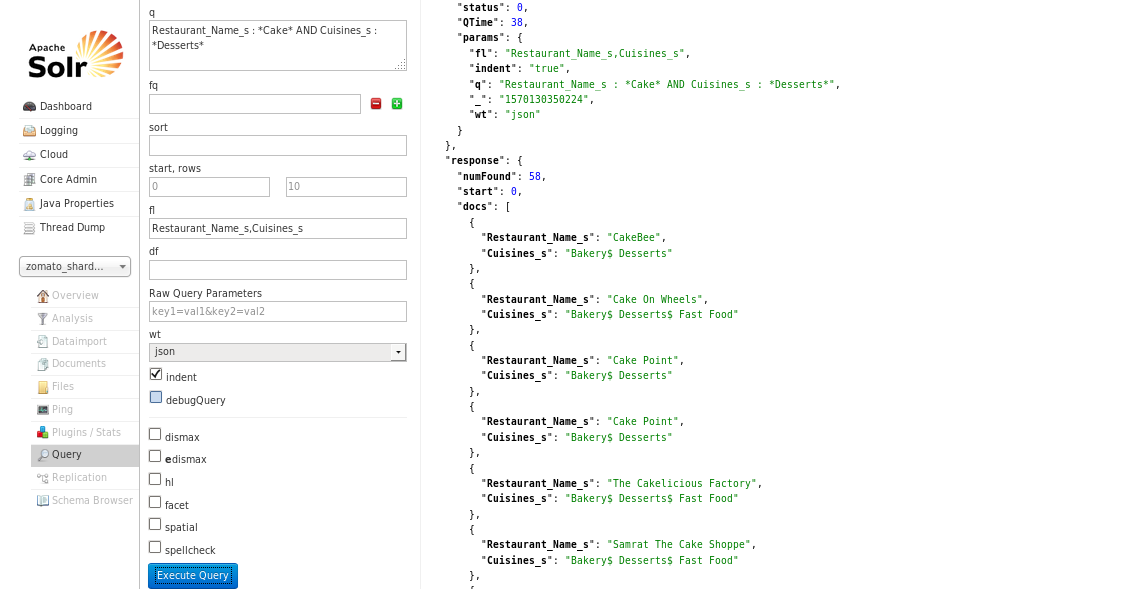 Apache
Solr
Dashboard
Logging
Cloud
Core Admin
Java Properties
Thread Dump
zomato_shard...
Overview
Analysis
Dataimport
Documents
Files
Ping
Plugins / Stats
Query
Replication
Schema Browser
q
Restaurant_Name_s : *Cake* AND Cuisines_s :
*Desserts*
fq
sort
start, rows
0 10
fl
Restaurant_Name_s,Cuisines_s
df
Raw Query Parameters
key1=val1&key2=val2
wt
json
indent
debugQuery
dismax
edismax
hl
facet
spatial
spellcheck
Execute Query
"status": 0,
"QTime": 38,
"params": {
"fl": "Restaurant_Name_s,Cuisines_s",
"indent": "true",
"q": "Restaurant_Name_s : *Cake* AND Cuisines_s : *Desserts*",
"_": "1570130350224",
"wt": "json"
}
},
"response": {
"numFound": 58,
"start": 0,
"docs": [
{
"Restaurant_Name_s": "CakeBee",
"Cuisines_s": "Bakery$ Desserts"
},
{
"Restaurant_Name_s": "Cake On Wheels",
"Cuisines_s": "Bakery$ Desserts$ Fast Food"
},
{
"Restaurant_Name_s": "Cake Point",
"Cuisines_s": "Bakery$ Desserts"
},
{
"Restaurant_Name_s": "Cake Point",
"Cuisines_s": "Bakery$ Desserts"
},
{
"Restaurant_Name_s": "The Cakelicious Factory",
"Cuisines_s": "Bakery$ Desserts$ Fast Food"
},
{
"Restaurant_Name_s": "Samrat The Cake Shoppe",
"Cuisines_s": "Bakery$ Desserts$ Fast Food"
},
{